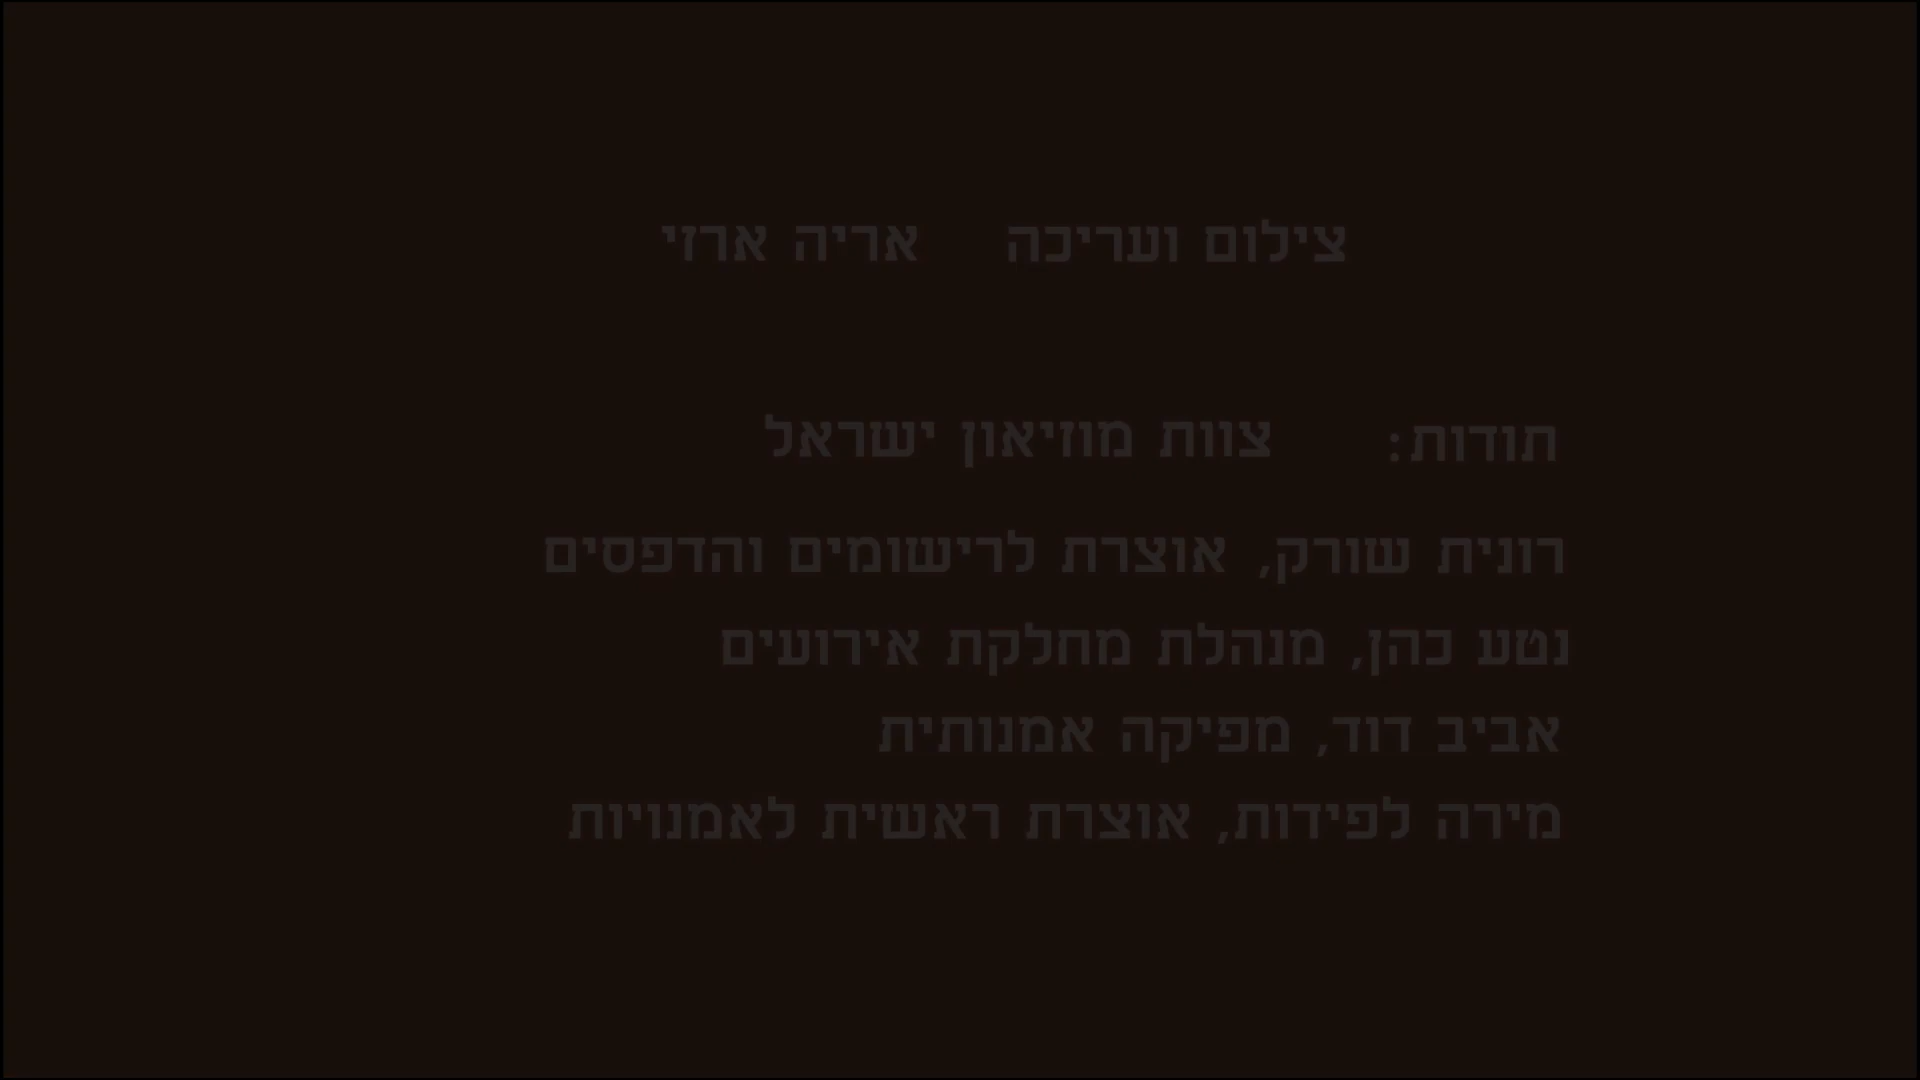 צילום ועריכה אריה ארזי
תודות: צוות מוזיאון ישראל
רונית שורק, אוצרת לרישומים והדפסים
נטע כהן, מנהלת מחלקת אירועים
אביב דוד, מפיקה אמנותית
מירה לפידות, אוצרת ראשית לאמנויות